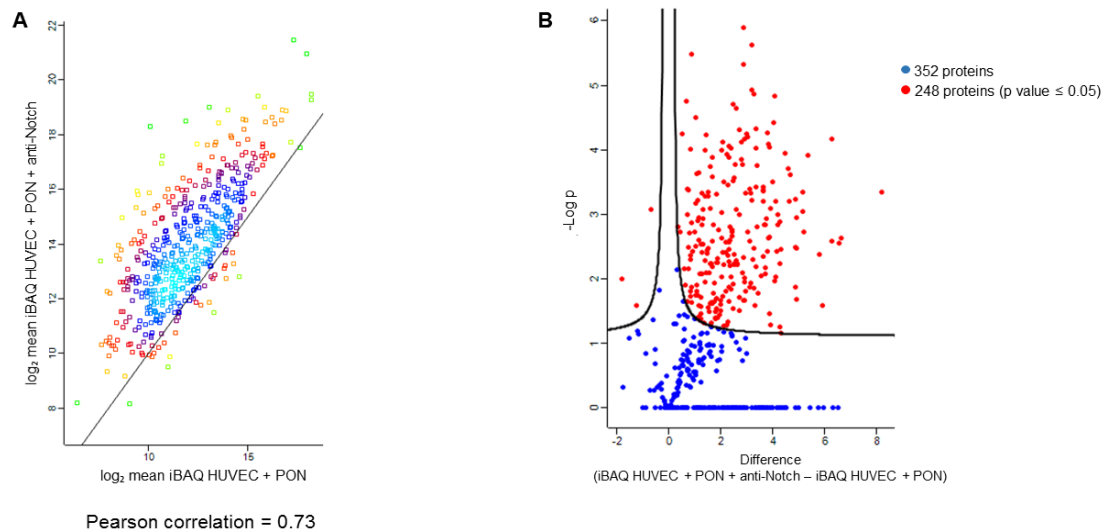 A
22
20
18
16
14
12
10
8
log₂ mean iBAQ HUVEC + PON + anti-Notch
10
15
log₂ mean iBAQ HUVEC + PON
Pearson correlation = 0.73
B
6
5
4
3
2
1
0
-Log p
-2
0
2
4
6
8
Difference
(iBAQ HUVEC + PON + anti-Notch – iBAQ HUVEC + PON)
352 proteins
248 proteins (p value ≤ 0.05)